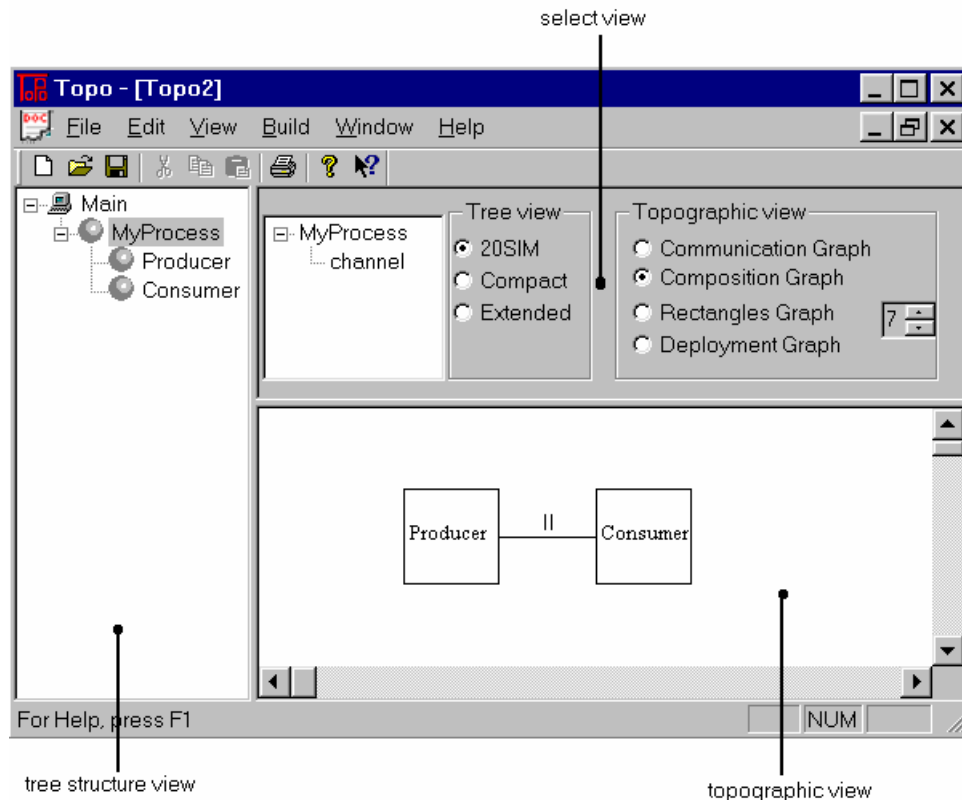 select view
ToPo
Topo - [Topo2]
DOC
File Edit View Build Window Help
Main
MyProcess
Producer
Consumer
MyProcess
channel
Tree view
20SIM
Compact
Extended
Topographic view
Communication Graph
Composition Graph
Rectangles Graph
Deployment Graph
7
Producer
||
Consumer
For Help, press F1
NUM
tree structure view
topographic view